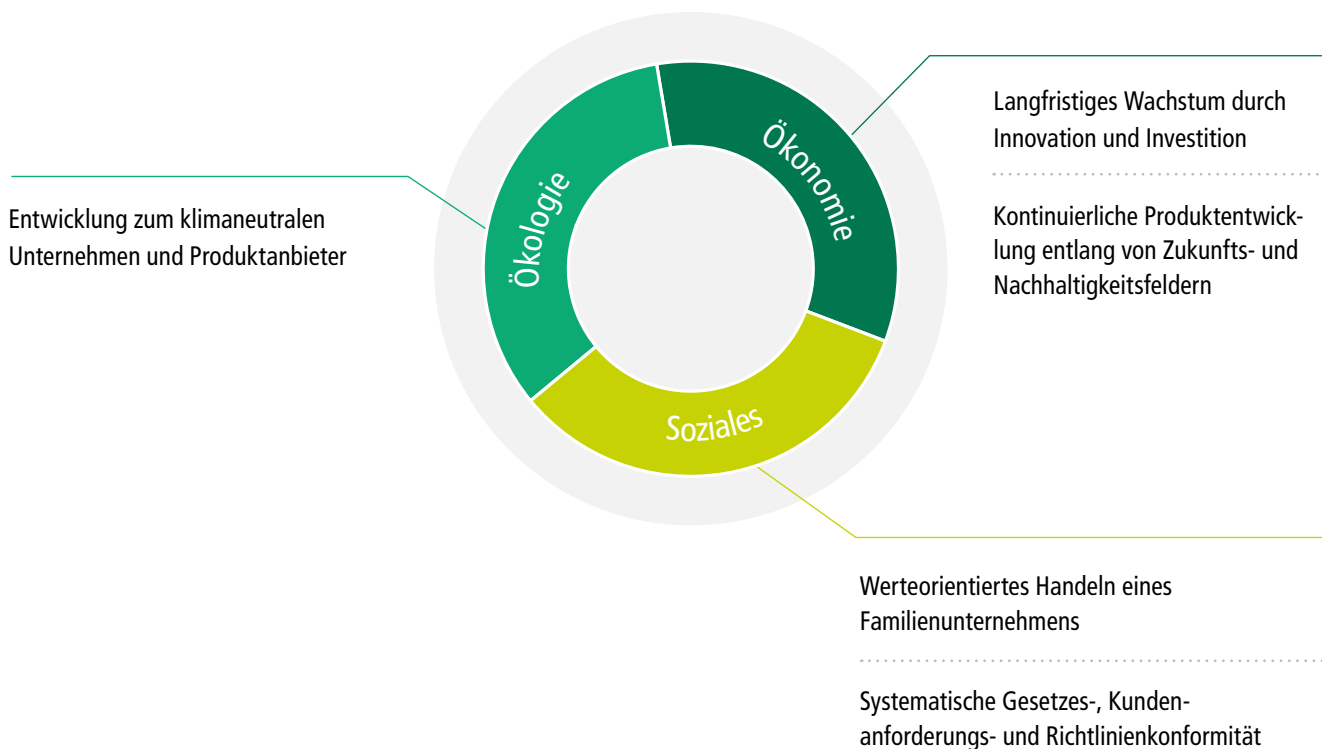 Ökologie
Entwicklung zum klimaneutralen
Unternehmen und Produktanbieter
Ökonomie
Langfristiges Wachstum durch
Innovation und Investition
Kontinuierliche Produktentwick-
lung entlang von Zukunfts- und
Nachhaltigkeitsfeldern
Soziales
Werteorientiertes Handeln eines
Familienunternehmens
Systematische Gesetzes-, Kunden-
anforderungs- und Richtlinienkonformität